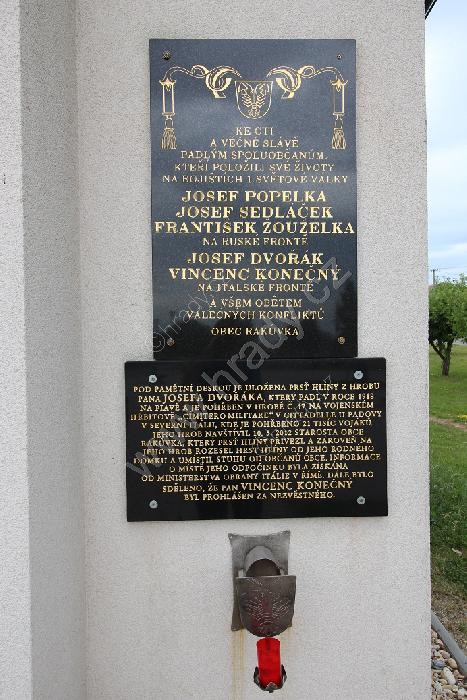 KE CTI
A VĚČNÉ SLÁVĚ
PADLÝM SPOLUOBČANŮM,
KTEŘÍ POLOŽILI SVÉ ŽIVOTY
NA BOJIŠTÍCH I. SVĚTOVÉ VÁLKY
JOSEF POPELKA
JOSEF SEDLÁČEK
FRANTIŠEK ZOUŽELKA
NA RUSKÉ FRONTĚ
JOSEF DVOŘÁK
VINCENC KONEČNÝ
NA ITALSKÉ FRONTĚ
A VŠEM OBĚTEM
VÁLEČNÝCH KONFLIKTŮ
OBEC RAKŮVKA
POD PAMĚTNÍ DESKOU JE ULOŽENA PRSŤ HLÍNY Z HROBU
PANA JOSEFA DVOŘÁKA, KTERÝ PADL V ROCE 1918
NA PIAVĚ A JE POHŘBEN V HROBĚ Č. 47 NA VOJENSKÉM
HŘBITOVĚ "CIMITERO MILITARE" V CITTADELLE U PADOVY
V SEVERNÍ ITÁLII, KDE JE POHŘBENO 21 TISÍC VOJÁKŮ.
JEHO HROB NAVŠTÍVIL 10. 3. 2012 STAROSTA OBCE
RAKŮVKA, KTERÝ PRSŤ HLÍNY PŘIVEZL A ZÁROVEŇ NA
JEHO HROB ROZESEL HRST HLÍNY OD JEHO RODNÉHO
DOMKU A UMÍSTIL STUHU OD OBČANŮ OBCE. INFORMACE
O MÍSTĚ JEHO ODPOČINKU BYLA ZÍSKÁNA
OD MINISTERSTVA OBRANY ITÁLIE V ŘÍMĚ. DÁLE BYLO
SDĚLENO, ŽE PAN VINCENC KONEČNÝ
BYL PROHLÁŠEN ZA NEZVĚSTNÉHO.